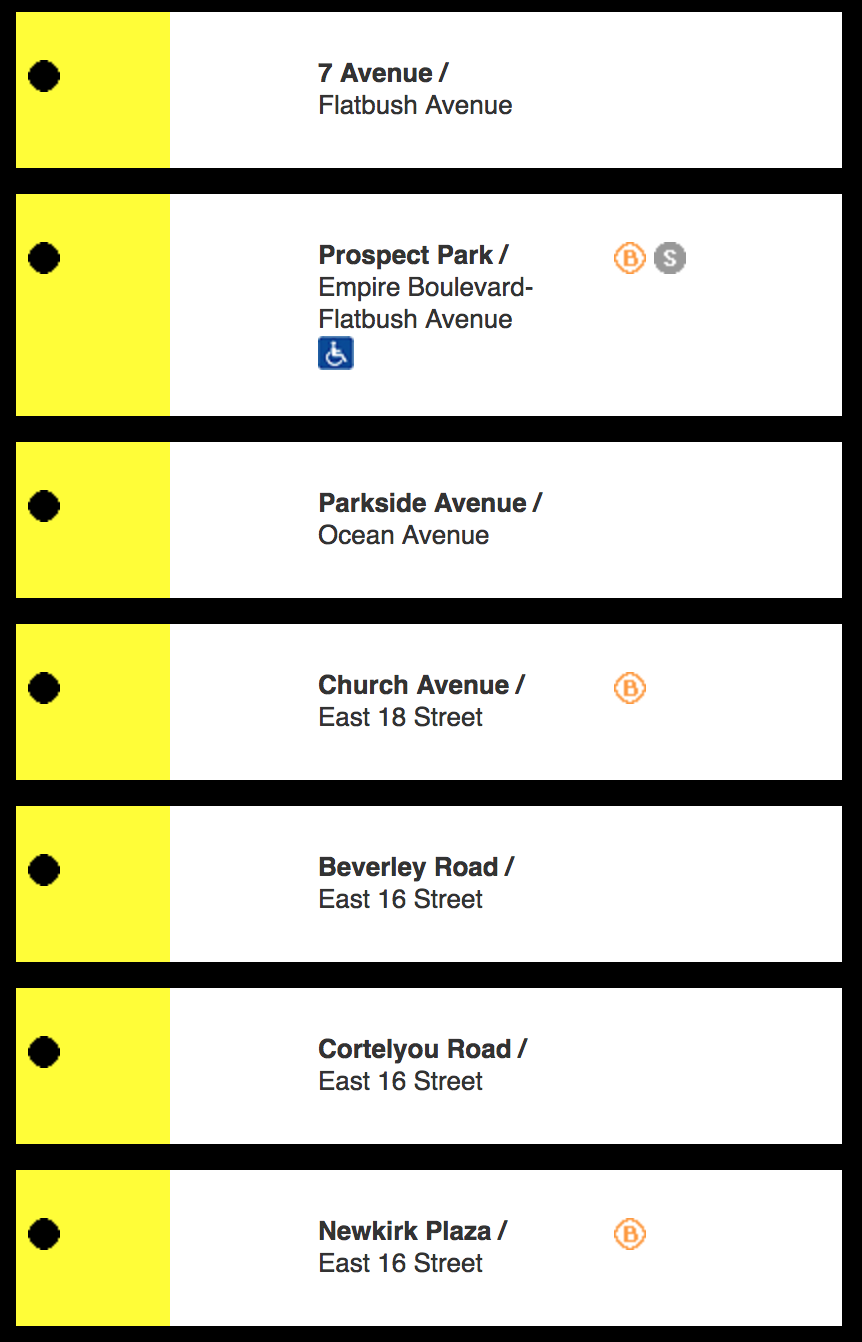 7 Avenue /
Flatbush Avenue
Prospect Park / B S
Empire Boulevard-
Flatbush Avenue
Parkside Avenue /
Ocean Avenue
Church Avenue / B
East 18 Street
Beverley Road /
East 16 Street
Cortelyou Road /
East 16 Street
Newkirk Plaza / B
East 16 Street